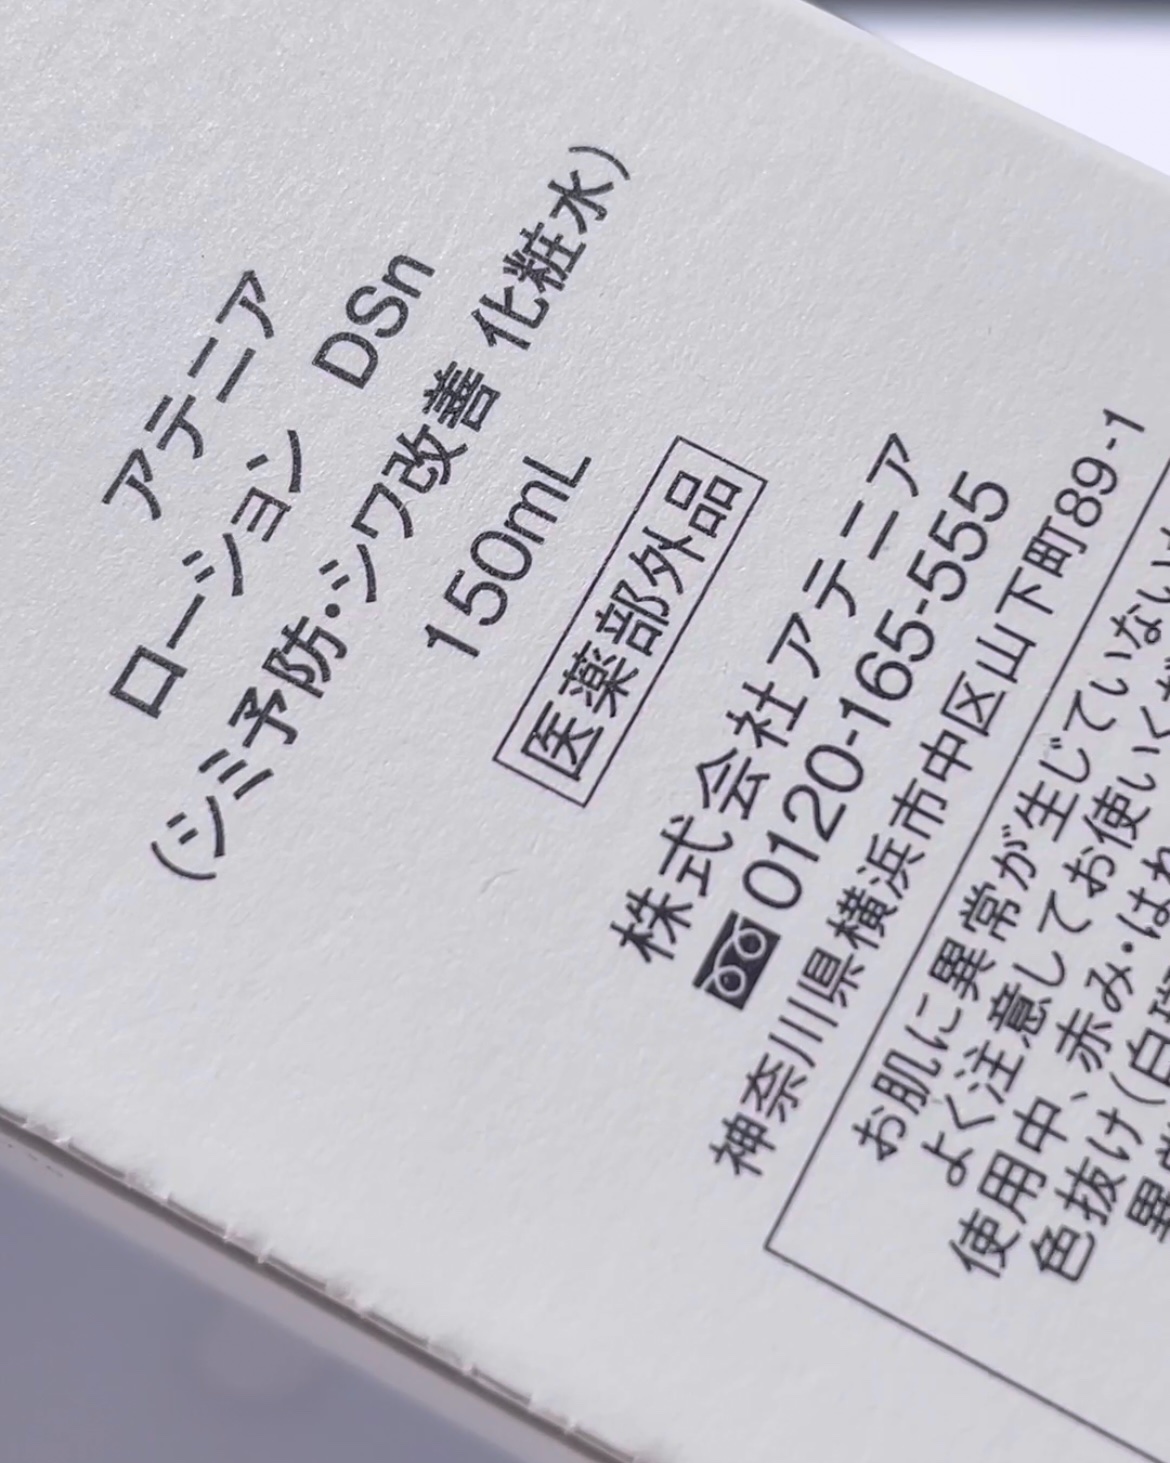 アテニア
ローション　DSn
(シミ予防・シワ改善 化粧水)
150mL
医薬部外品
株式会社アテニア
0120-165-555
神奈川県横浜市中区山下町89-1
お肌に異常が生じていない
よく注意してお使いく
使用中、赤み・はれ
色抜け(白斑
異常